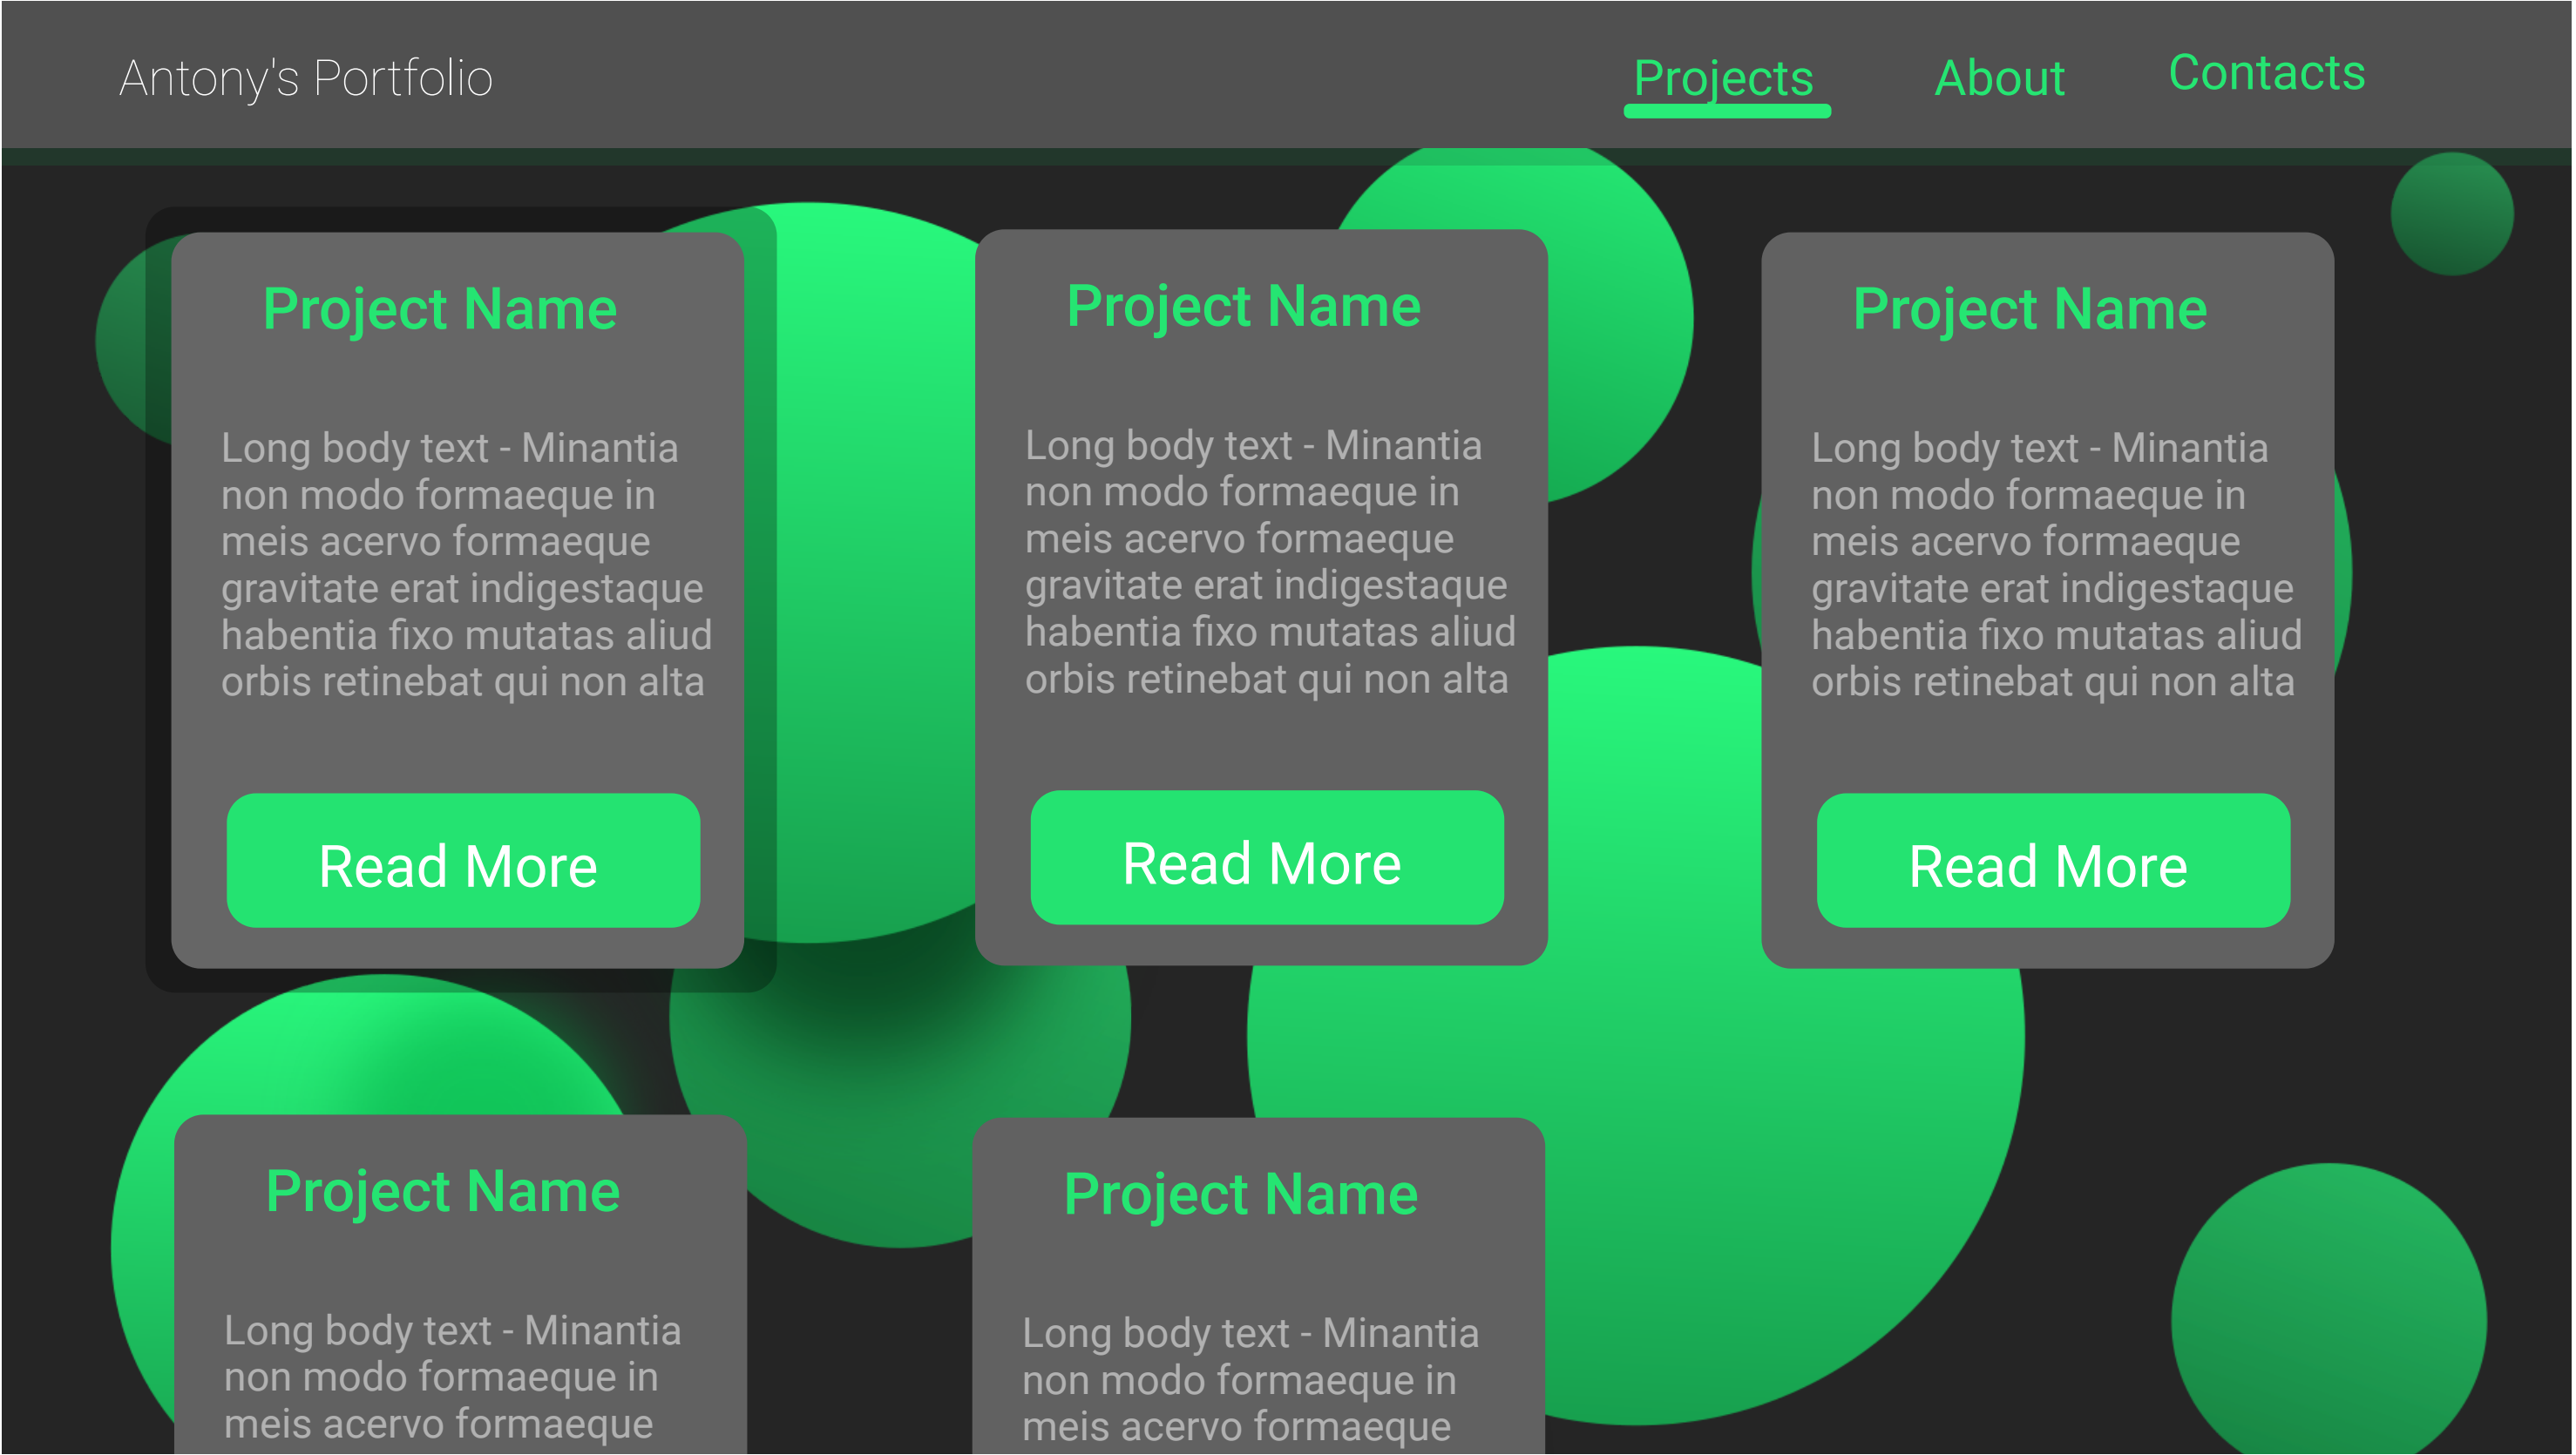 Antony's Portfolio
Projects
About
Contacts
Project Name
Long body text - Minantia
non modo formaeque in
meis acervo formaeque
gravitate erat indigestaque
habentia fixo mutatas aliud
orbis retinebat qui non alta
Read More
Project Name
Long body text - Minantia
non modo formaeque in
meis acervo formaeque
gravitate erat indigestaque
habentia fixo mutatas aliud
orbis retinebat qui non alta
Read More
Project Name
Long body text - Minantia
non modo formaeque in
meis acervo formaeque
gravitate erat indigestaque
habentia fixo mutatas aliud
orbis retinebat qui non alta
Read More
Project Name
Long body text - Minantia
non modo formaeque in
meis acervo formaeque
Project Name
Long body text - Minantia
non modo formaeque in
meis acervo formaeque